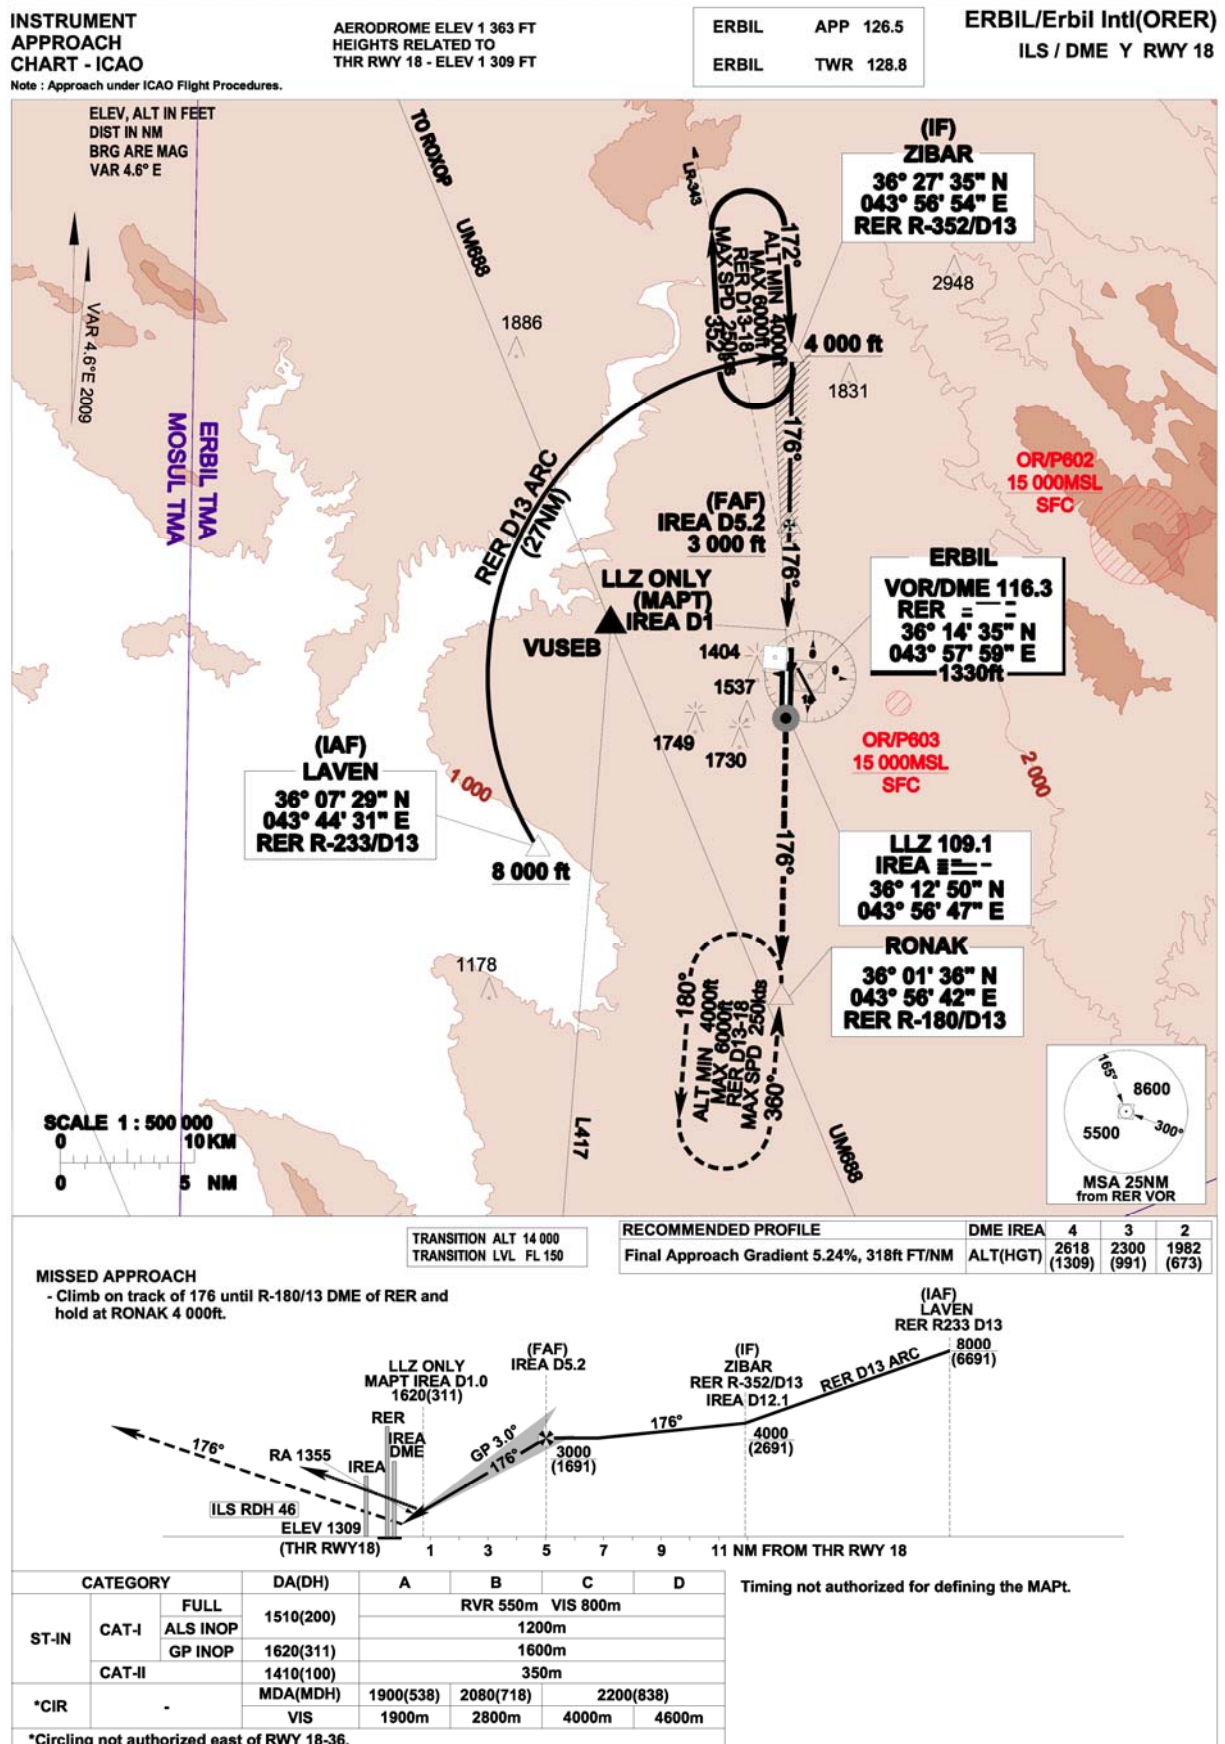 INSTRUMENT
APPROACH
CHART - ICAO
Note : Approach under ICAO Flight Procedures.
AERODROME ELEV 1 363 FT
HEIGHTS RELATED TO
THR RWY 18 - ELEV 1 309 FT
ERBIL APP 126.5
ERBIL TWR 128.8
ERBIL/Erbil Intl(ORER)
ILS / DME Y RWY 18
ELEV, ALT IN FEET
DIST IN NM
BRG ARE MAG
VAR 4.6° E
VAR 4.6°E 2009
MOSUL TMA
ERBIL TMA
TO ROXOP
UM688
LR-343
(IF)
ZIBAR
36° 27' 35" N
043° 56' 54" E
RER R-352/D13
2948
1886
172°
ALT MIN 4000ft
MAX 6000ft
RER D13-18
MAX SPD 250kts
352°
4 000 ft
1831
176°
RER D13 ARC
(27NM)
(FAF)
IREA D5.2
3 000 ft
176°
OR/P602
15 000MSL
SFC
LLZ ONLY
(MAPT)
IREA D1
VUSEB
ERBIL
VOR/DME 116.3
RER
36° 14' 35" N
043° 57' 59" E
1330ft
1404
1537
1749
1730
18
OR/P603
15 000MSL
SFC
2 000
(IAF)
LAVEN
36° 07' 29" N
043° 44' 31" E
RER R-233/D13
1 000
8 000 ft
176°
LLZ 109.1
IREA
36° 12' 50" N
043° 56' 47" E
RONAK
36° 01' 36" N
043° 56' 42" E
RER R-180/D13
1178
180°
ALT MIN 4000ft
MAX 6000ft
RER D13-18
MAX SPD 250kts
360°
L417
UM688
SCALE 1 : 500 000
0 10 KM
0 5 NM
165°
8600
5500
300°
MSA 25NM
from RER VOR
TRANSITION ALT 14 000
TRANSITION LVL FL 150
RECOMMENDED PROFILE DME IREA 4 3 2
Final Approach Gradient 5.24%, 318ft FT/NM ALT(HGT) 2618 (1309) 2300 (991) 1982 (673)
MISSED APPROACH
- Climb on track of 176 until R-180/13 DME of RER and
hold at RONAK 4 000ft.
(IAF)
LAVEN
RER R233 D13
8000
(6691)
RER D13 ARC
(IF)
ZIBAR
RER R-352/D13
IREA D12.1
4000
(2691)
176°
(FAF)
IREA D5.2
3000
(1691)
GP 3.0°
176°
LLZ ONLY
MAPT IREA D1.0
1620(311)
RER
IREA
DME
IREA
176°
RA 1355
ILS RDH 46
ELEV 1309
(THR RWY18)
1 3 5 7 9 11 NM FROM THR RWY 18
CATEGORY DA(DH) A B C D
ST-IN CAT-I FULL 1510(200) RVR 550m VIS 800m
ALS INOP 1200m
GP INOP 1620(311) 1600m
CAT-II 1410(100) 350m
*CIR - MDA(MDH) 1900(538) 2080(718) 2200(838)
VIS 1900m 2800m 4000m 4600m
*Circling not authorized east of RWY 18-36.
Timing not authorized for defining the MAPt.